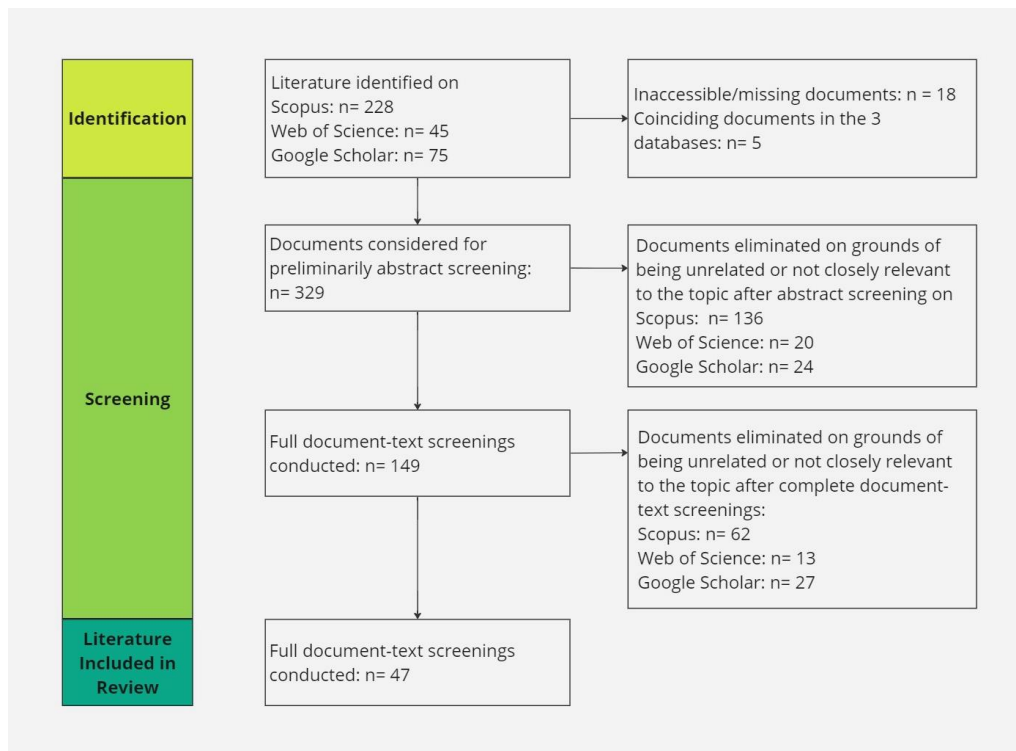 Identification
Literature identified on
Scopus: n= 228
Web of Science: n= 45
Google Scholar: n= 75
Inaccessible/missing documents: n = 18
Coinciding documents in the 3
databases: n= 5
Screening
Documents considered for
preliminarily abstract screening:
n= 329
Documents eliminated on grounds of
being unrelated or not closely relevant
to the topic after abstract screening on
Scopus:  n= 136
Web of Science: n= 20
Google Scholar: n= 24
Full document-text screenings
conducted: n= 149
Documents eliminated on grounds of
being unrelated or not closely relevant
to the topic after complete document-
text screenings:
Scopus: n= 62
Web of Science: n= 13
Google Scholar: n= 27
Literature
Included in
Review
Full document-text screenings
conducted: n= 47